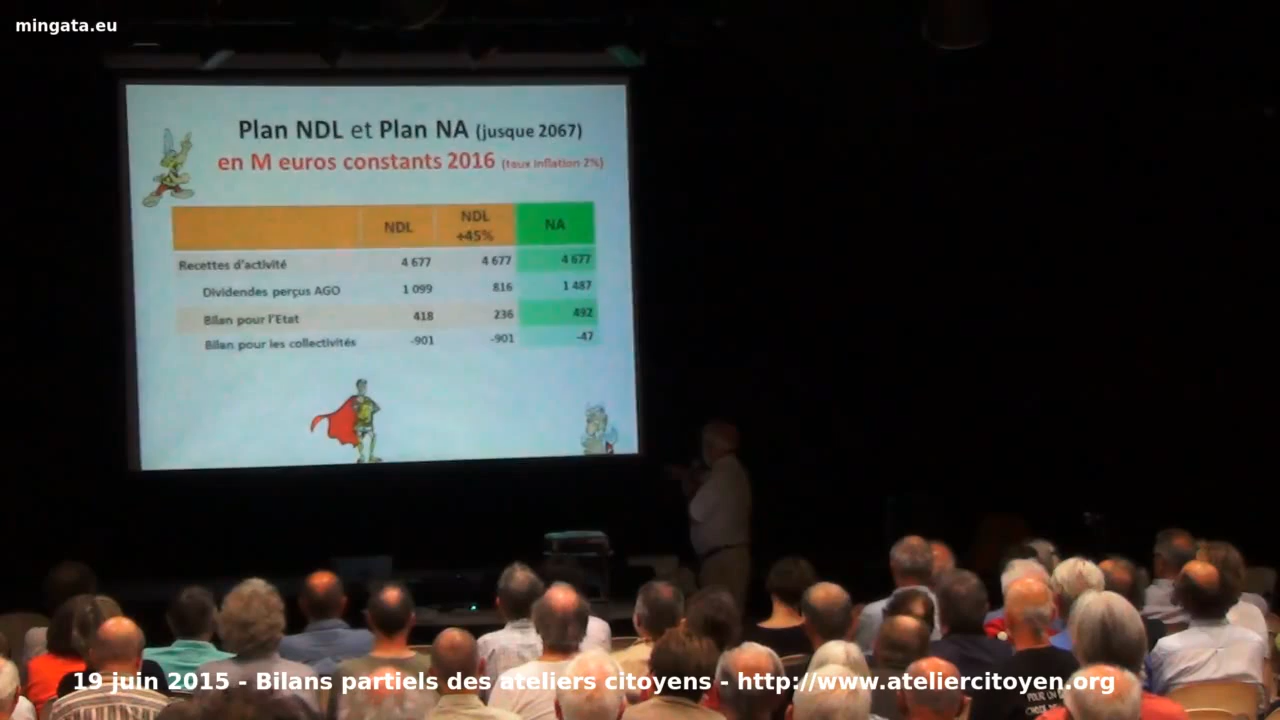 mingata.eu
Plan NDL et Plan NA (jusque 2067)
en M euros constants 2016 (taux inflation 2%)
NDL NDL +45% NA
Recettes d'activité 4 677 4 677 4 677
Dividendes perçus AGO 1 099 816 1 487
Bilan pour l'Etat 418 236 492
Bilan pour les collectivités -901 -901 -47
19 juin 2015 - Bilans partiels des ateliers citoyens - http://www.ateliercitoyen.org